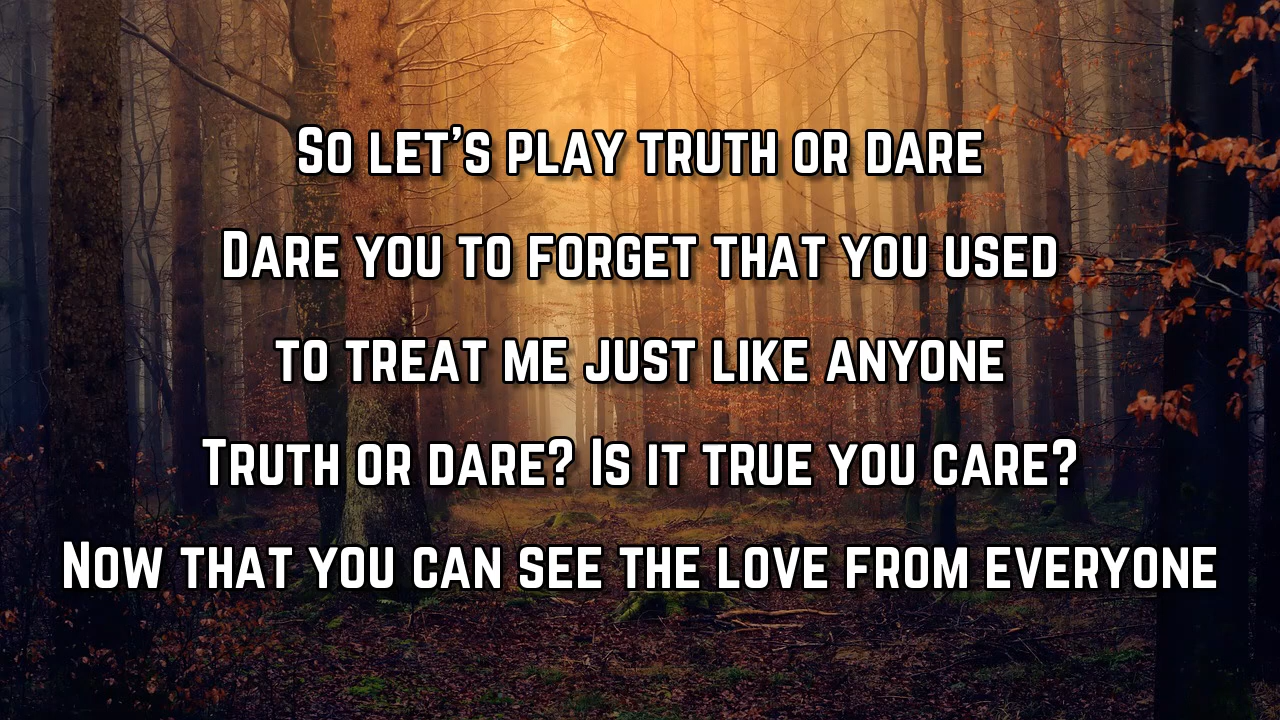 So let's play truth or dare
Dare you to forget that you used
to treat me just like anyone
Truth or dare? Is it true you care?
Now that you can see the love from everyone